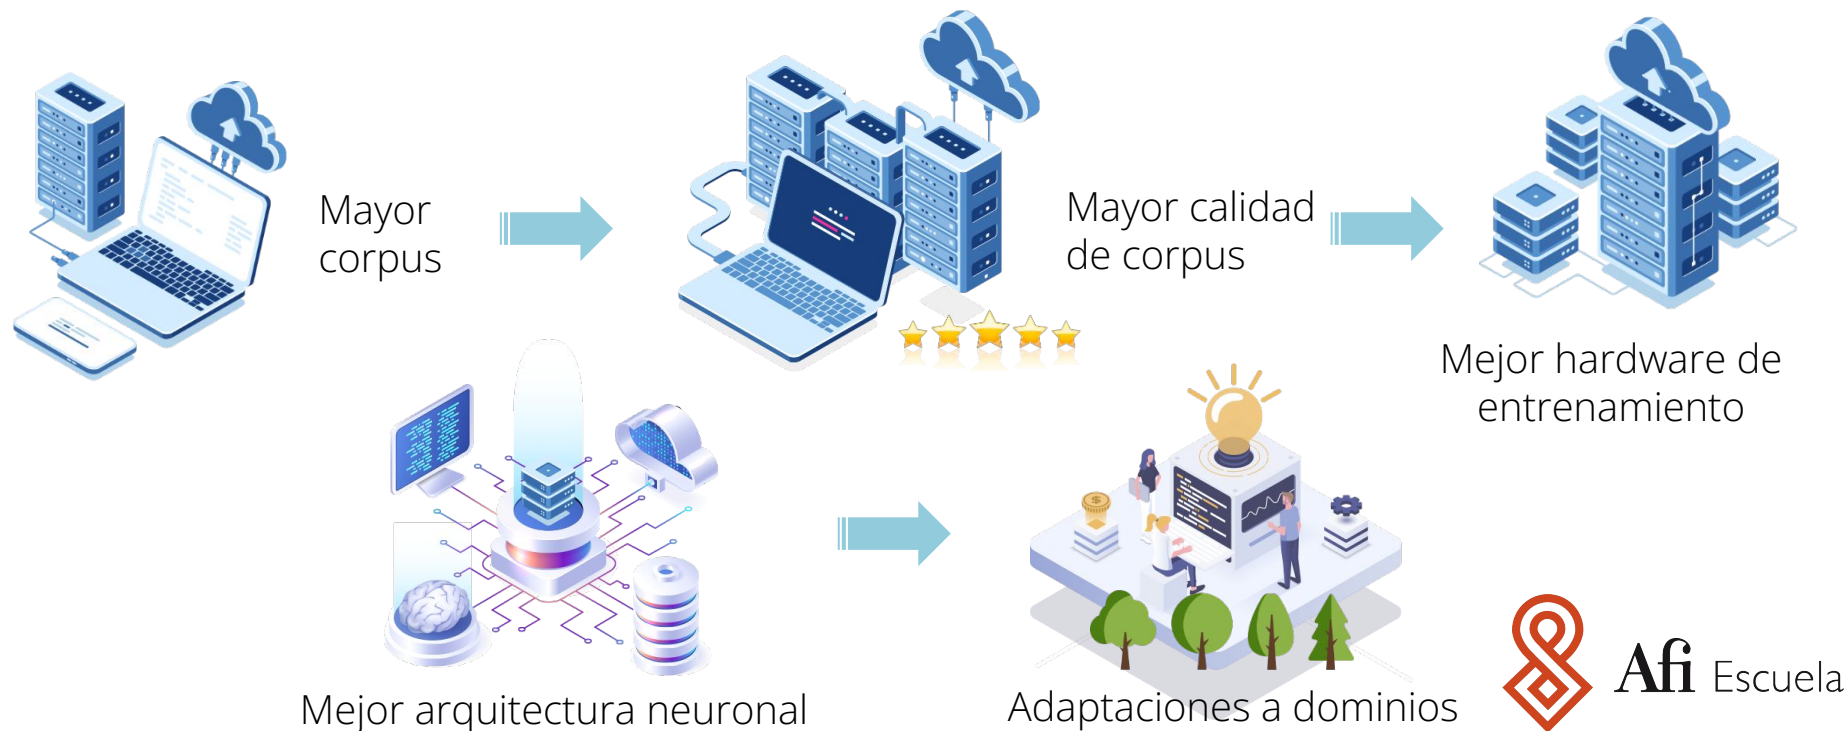 Mayor
corpus
Mayor calidad
de corpus
Mejor hardware de
entrenamiento
Mejor arquitectura neuronal
Adaptaciones a dominios
Afi Escuela